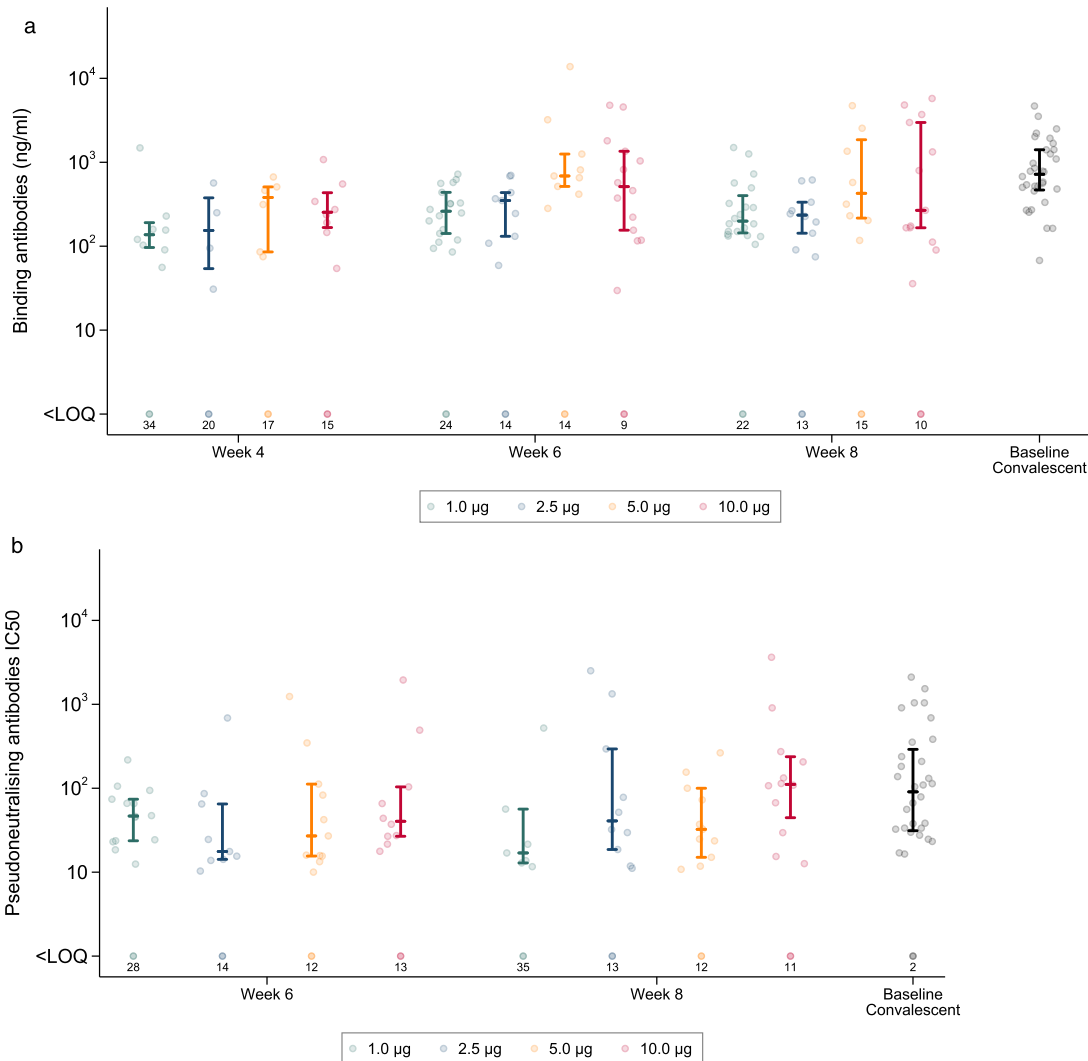 a
Binding antibodies (ng/ml)
10⁴
10³
10²
10
<LOQ
34 20 17 15 24 14 14 9 22 13 15 10
Week 4 Week 6 Week 8 Baseline
Convalescent
1.0 µg 2.5 µg 5.0 µg 10.0 µg
b
Pseudoneutralising antibodies IC50
10⁴
10³
10²
10
<LOQ
28 14 12 13 35 13 12 11 2
Week 6 Week 8 Baseline
Convalescent
1.0 µg 2.5 µg 5.0 µg 10.0 µg